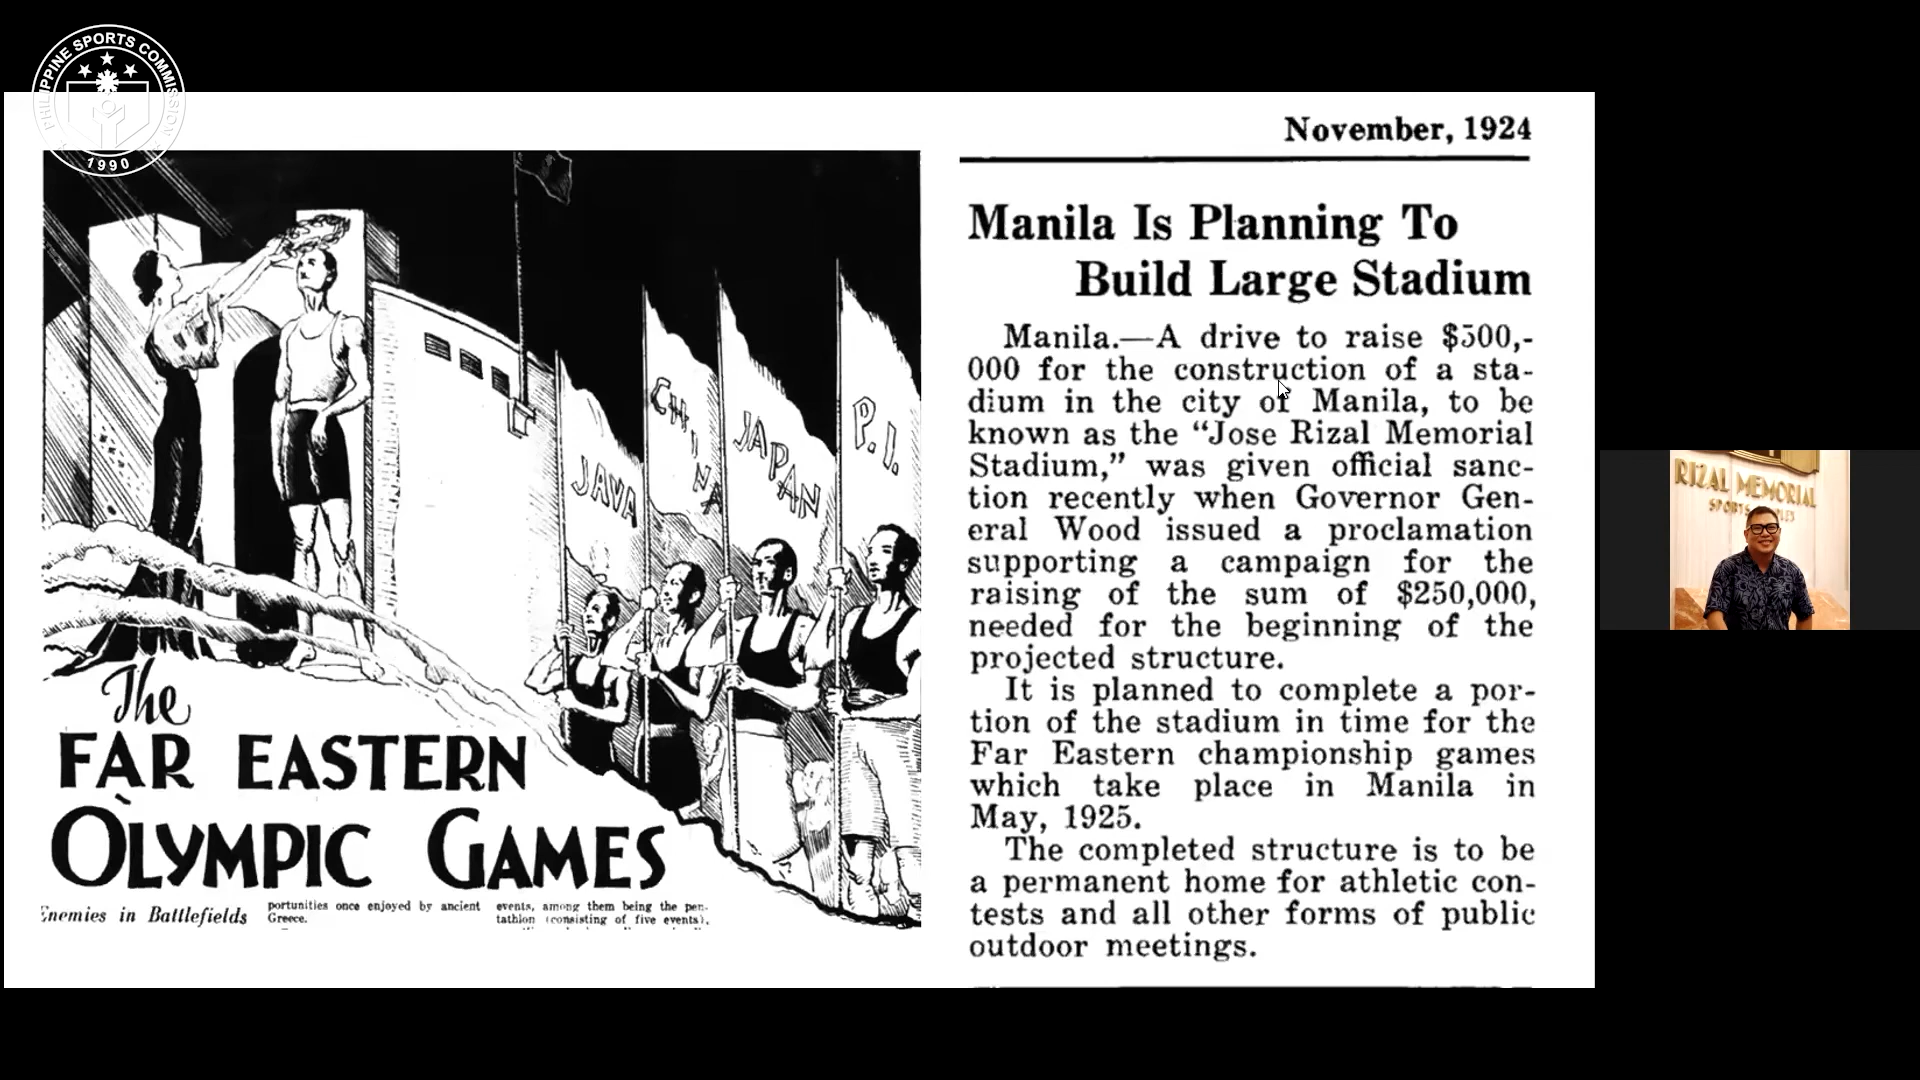 PHILIPPINE SPORTS COMMISSION
1990
November, 1924
JAVA
CHINA
JAPAN
P.I.
The
FAR EASTERN
OLYMPIC GAMES
Enemies in Battlefields
portunities once enjoyed by ancient
Greece.
events, among them being the pen-
tathlon (consisting of five events),
Manila Is Planning To
Build Large Stadium
Manila.—A drive to raise $500,-
000 for the construction of a sta-
dium in the city of Manila, to be
known as the “Jose Rizal Memorial
Stadium,” was given official sanc-
tion recently when Governor Gen-
eral Wood issued a proclamation
supporting a campaign for the
raising of the sum of $250,000,
needed for the beginning of the
projected structure.
It is planned to complete a por-
tion of the stadium in time for the
Far Eastern championship games
which take place in Manila in
May, 1925.
The completed structure is to be
a permanent home for athletic con-
tests and all other forms of public
outdoor meetings.
RIZAL MEMORIAL